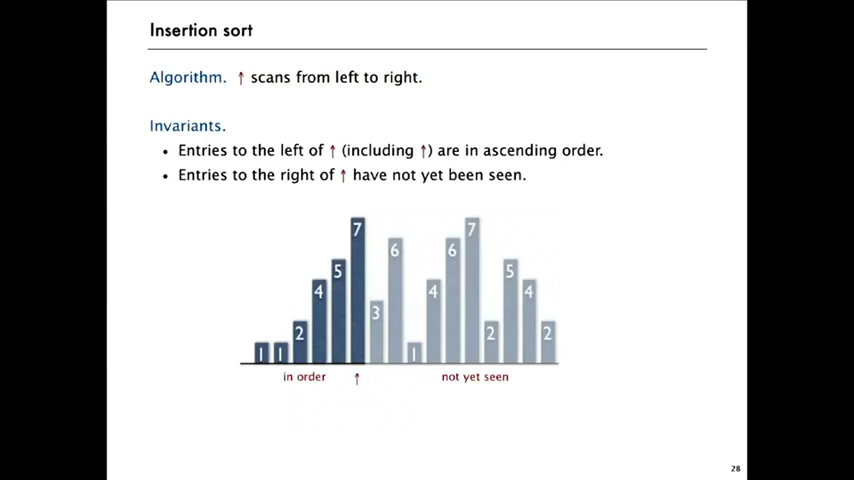 Insertion sort
Algorithm. ↑ scans from left to right.
Invariants.
• Entries to the left of ↑ (including ↑) are in ascending order.
• Entries to the right of ↑ have not yet been seen.
1 1 2 4 5 7 3 6 1 4 6 7 2 5 4 2
in order ↑ not yet seen
28